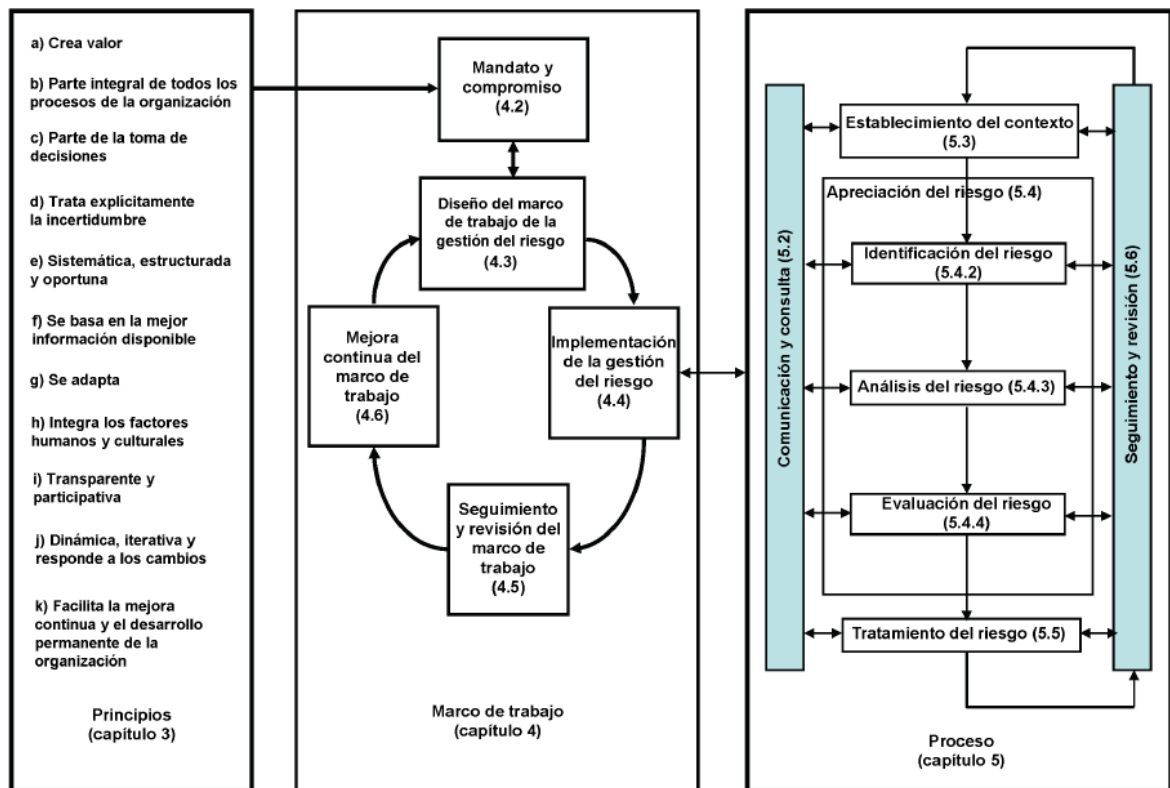 a) Crea valor
b) Parte integral de todos los
procesos de la organización
c) Parte de la toma de
decisiones
d) Trata explícitamente
la incertidumbre
e) Sistemática, estructurada
y oportuna
f) Se basa en la mejor
información disponible
g) Se adapta
h) Integra los factores
humanos y culturales
i) Transparente y
participativa
j) Dinámica, iterativa y
responde a los cambios
k) Facilita la mejora
continua y el desarrollo
permanente de la
organización
Principios
(capítulo 3)
Mandato y
compromiso
(4.2)
Diseño del marco
de trabajo de la
gestión del riesgo
(4.3)
Implementación
de la gestión
del riesgo
(4.4)
Seguimiento
y revisión del
marco de
trabajo
(4.5)
Mejora
continua del
marco de
trabajo
(4.6)
Marco de trabajo
(capítulo 4)
Comunicación y consulta (5.2)
Establecimiento del contexto
(5.3)
Apreciación del riesgo (5.4)
Identificación del riesgo
(5.4.2)
Análisis del riesgo (5.4.3)
Evaluación del riesgo
(5.4.4)
Tratamiento del riesgo (5.5)
Seguimiento y revisión (5.6)
Proceso
(capítulo 5)